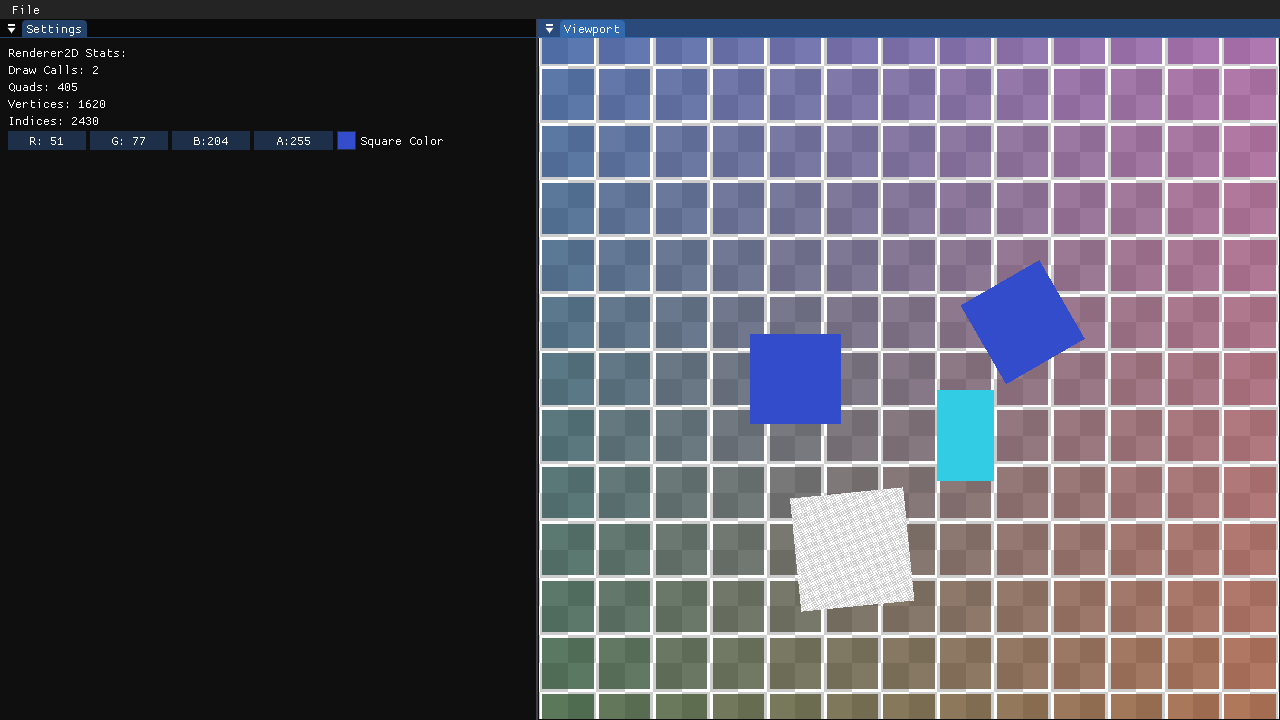 File
Settings
Viewport
Renderer2D Stats:
Draw Calls: 2
Quads: 405
Vertices: 1620
Indices: 2430
R: 51 G: 77 B:204 A:255 Square Color